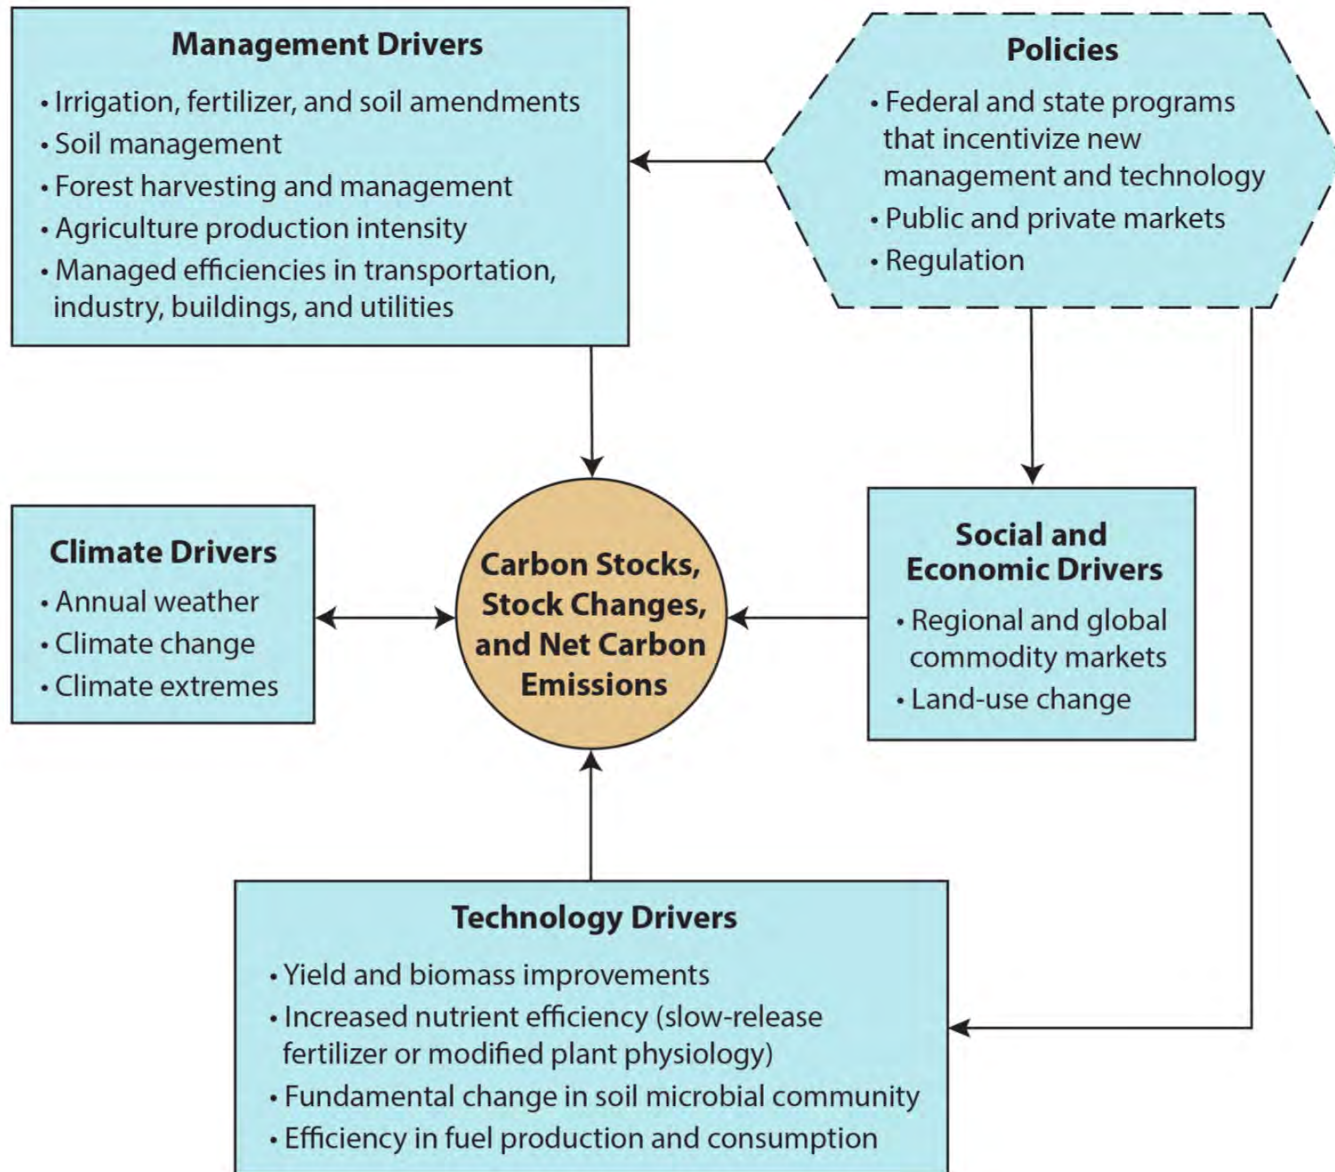 Management Drivers
• Irrigation, fertilizer, and soil amendments
• Soil management
• Forest harvesting and management
• Agriculture production intensity
• Managed efficiencies in transportation,
industry, buildings, and utilities
Policies
• Federal and state programs
that incentivize new
management and technology
• Public and private markets
• Regulation
Climate Drivers
• Annual weather
• Climate change
• Climate extremes
Carbon Stocks,
Stock Changes,
and Net Carbon
Emissions
Social and
Economic Drivers
• Regional and global
commodity markets
• Land-use change
Technology Drivers
• Yield and biomass improvements
• Increased nutrient efficiency (slow-release
fertilizer or modified plant physiology)
• Fundamental change in soil microbial community
• Efficiency in fuel production and consumption